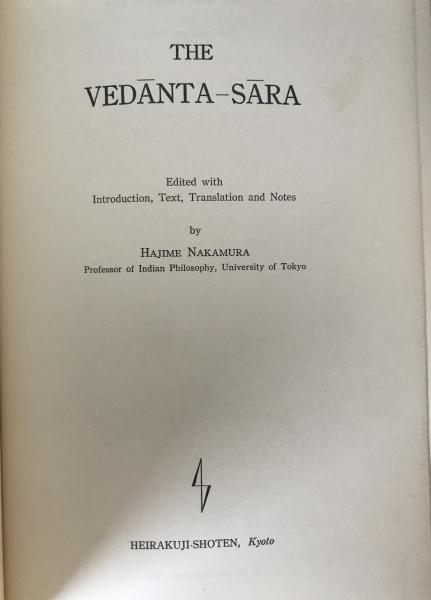 THE
VEDĀNTA–SĀRA
Edited with
Introduction, Text, Translation and Notes
by
HAJIME NAKAMURA
Professor of Indian Philosophy, University of Tokyo
HEIRAKUJI-SHOTEN, Kyoto